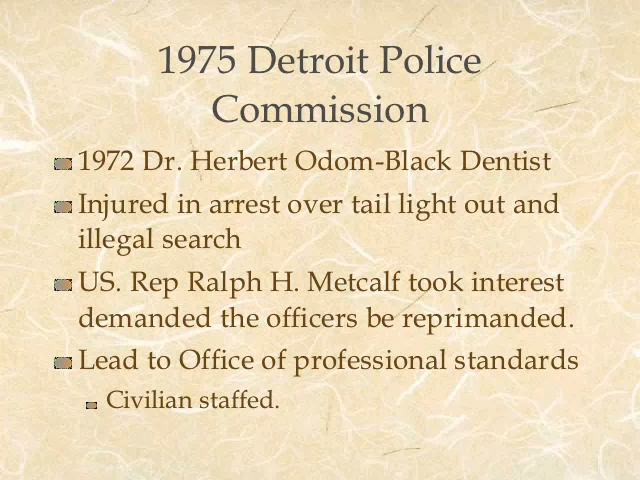 1975 Detroit Police
Commission
1972 Dr. Herbert Odom-Black Dentist
Injured in arrest over tail light out and
illegal search
US. Rep Ralph H. Metcalf took interest
demanded the officers be reprimanded.
Lead to Office of professional standards
Civilian staffed.